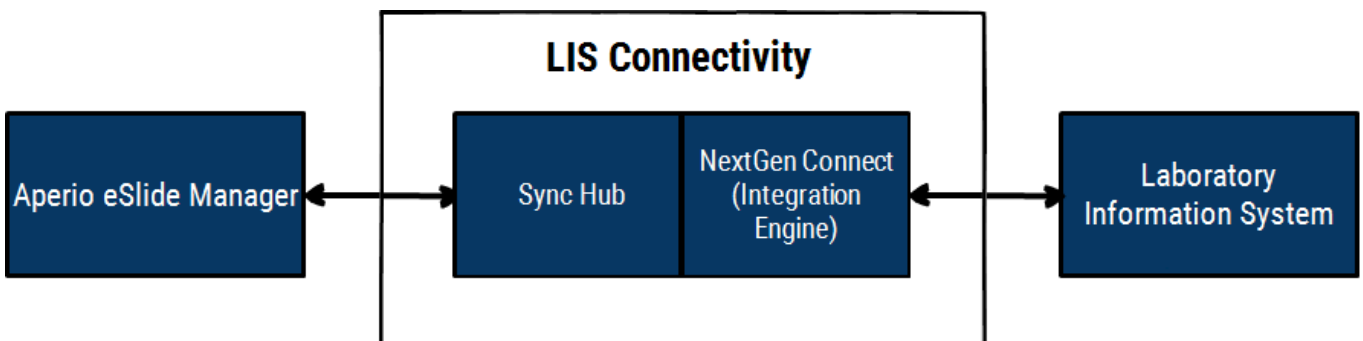 LIS Connectivity
Aperio eSlide Manager
Sync Hub
NextGen Connect
(Integration
Engine)
Laboratory
Information System